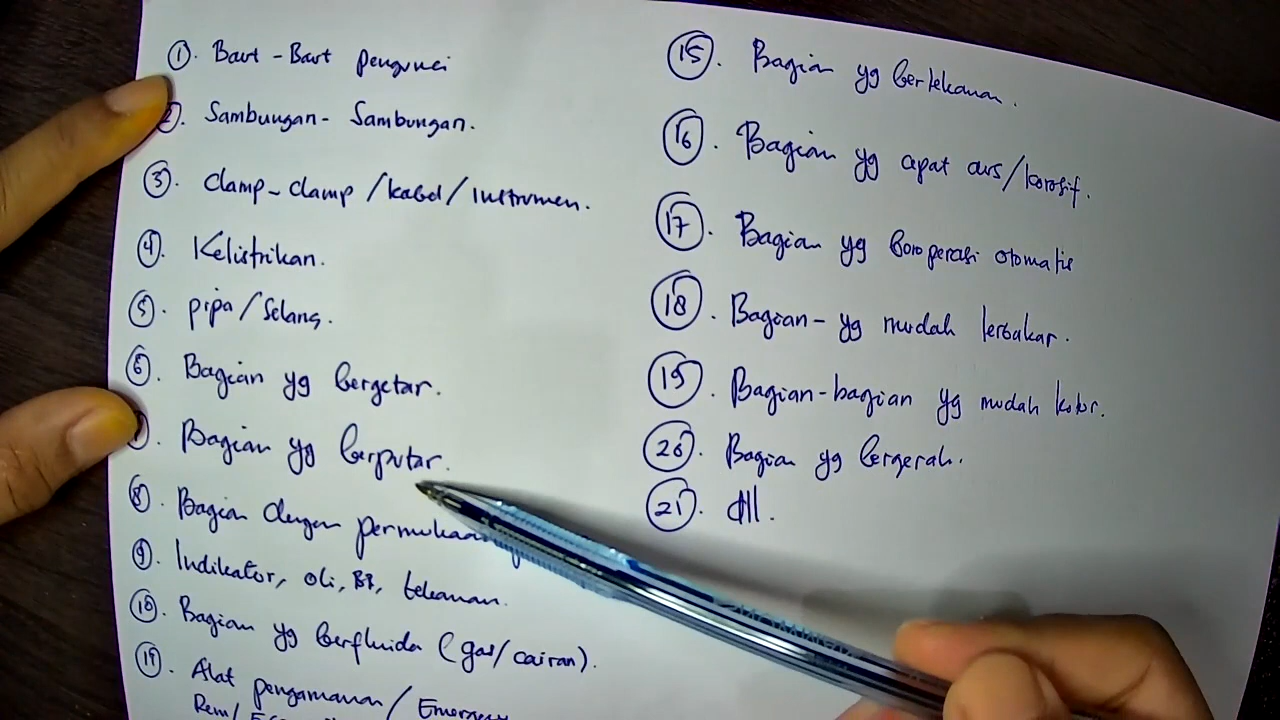 1. Baut - Baut pengunci
2. Sambungan - Sambungan.
3. Clamp - clamp / kabel / instrumen.
4. Kelistrikan.
5. pipa / Selang.
6. Bagian yg bergetar.
7. Bagian yg berputar.
8. Bagian dengan permukaan
9. Indikator, oli, BB, tekanan.
10. Bagian yg berfluida (gas/cairan).
11. Alat pengamanan / Emergency
Rem /
15. Bagian yg bertekanan.
16. Bagian yg cepat aus/korosif.
17. Bagian yg beroperasi otomatis
18. Bagian - yg mudah terbakar.
19. Bagian-bagian yg mudah kotor.
20. Bagian yg bergerak.
21. dll.